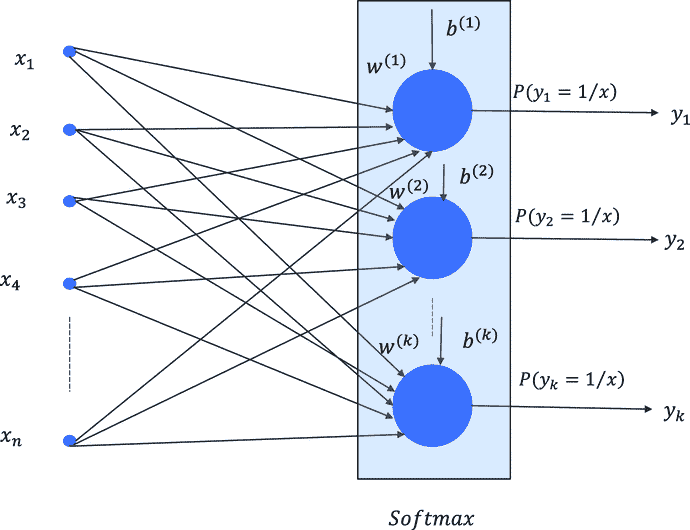 b^{(1)}
x_1
w^{(1)}
P(y_1 = 1/x)
y_1
x_2
b^{(2)}
w^{(2)}
x_3
P(y_2 = 1/x)
y_2
x_4
w^{(k)}
b^{(k)}
P(y_k = 1/x)
y_k
x_n
Softmax